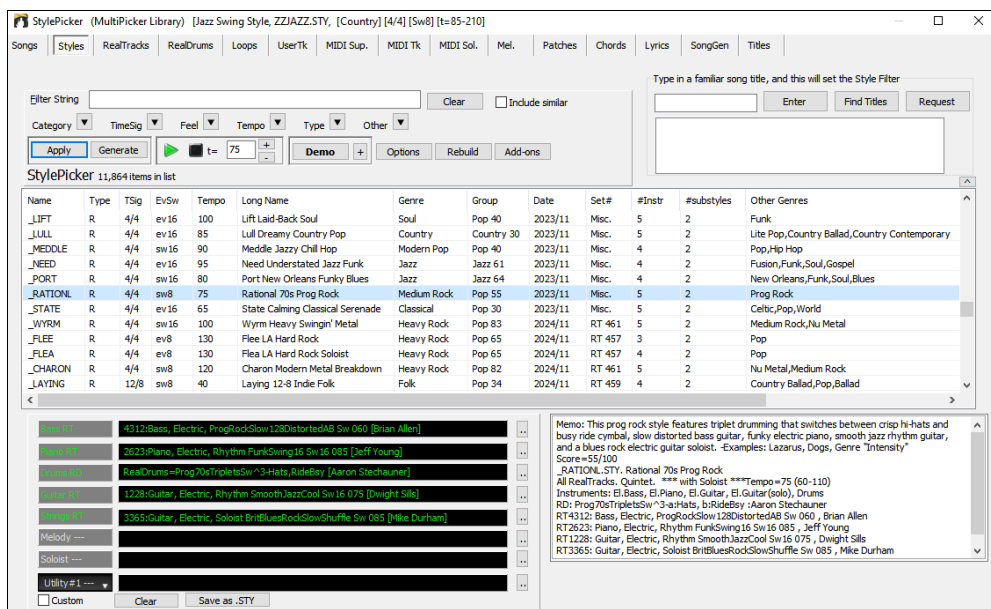 StylePicker (MultiPicker Library) [Jazz Swing Style, ZZJAZZ.STY, [Country] [4/4] [Sw8] [t=85-210]
Songs Styles RealTracks RealDrums Loops UserTk MIDI Sup. MIDI Tk MIDI Sol. Mel. Patches Chords Lyrics SongGen Titles
Type in a familiar song title, and this will set the Style Filter
Filter String Clear Include similar
Enter Find Titles Request
Category TimeSig Feel Tempo Type Other
Apply Generate t= 75 + - Demo + Options Rebuild Add-ons
StylePicker 11,864 items in list
Name Type TSig EvSw Tempo Long Name Genre Group Date Set# #Instr #substyles Other Genres
_LIFT R 4/4 ev16 100 Lift Laid-Back Soul Soul Pop 40 2023/11 Misc. 5 2 Funk
_LULL R 4/4 ev16 85 Lull Dreamy Country Pop Country Country 30 2023/11 Misc. 5 2 Lite Pop,Country Ballad,Country Contemporary
_MEDDLE R 4/4 sw16 90 Meddle Jazzy Chill Hop Modern Pop Pop 40 2023/11 Misc. 4 2 Pop,Hip Hop
_NEED R 4/4 ev16 95 Need Understated Jazz Funk Jazz Jazz 61 2023/11 Misc. 4 2 Fusion,Funk,Soul,Gospel
_PORT R 4/4 sw16 80 Port New Orleans Funky Blues Jazz Jazz 64 2023/11 Misc. 4 2 New Orleans,Funk,Soul,Blues
_RATIONL R 4/4 sw8 75 Rational 70s Prog Rock Medium Rock Pop 55 2023/11 Misc. 5 2 Prog Rock
_STATE R 4/4 ev16 65 State Calming Classical Serenade Classical Pop 30 2023/11 Misc. 5 2 Celtic,Pop,World
_WYRM R 4/4 sw16 100 Wyrm Heavy Swingin' Metal Heavy Rock Pop 83 2024/11 RT 461 5 2 Medium Rock,Nu Metal
_FLEE R 4/4 ev8 130 Flee LA Hard Rock Heavy Rock Pop 65 2024/11 RT 457 3 2 Pop
_FLEA R 4/4 ev8 130 Flea LA Hard Rock Soloist Heavy Rock Pop 65 2024/11 RT 457 4 2 Pop
_CHARON R 4/4 sw8 120 Charon Modern Metal Breakdown Heavy Rock Pop 82 2024/11 RT 461 5 2 Nu Metal,Medium Rock
_LAYING R 12/8 sw8 40 Laying 12-8 Indie Folk Folk Pop 34 2024/11 RT 459 4 2 Country Ballad,Pop,Ballad
Bass RT 4312:Bass, Electric, ProgRockSlow128DistortedAB Sw 060 [Brian Allen] ..
Piano RT 2623:Piano, Electric, Rhythm FunkSwing16 Sw16 085 [Jeff Young] ..
Drums RD RealDrums=Prog70sTripletsSw^3-Hats,RideBsy [Aaron Stechauner] ..
Guitar RT 1228:Guitar, Electric, Rhythm SmoothJazzCool Sw16 075 [Dwight Sills] ..
Strings RT 3365:Guitar, Electric, Soloist BritBluesRockSlowShuffle Sw 085 [Mike Durham] ..
Melody --- ..
Soloist --- ..
Utility#1 --- ..
Custom Clear Save as .STY
Memo: This prog rock style features triplet drumming that switches between crisp hi-hats and
busy ride cymbal, slow distorted bass guitar, funky electric piano, smooth jazz rhythm guitar,
and a blues rock electric guitar soloist. -Examples: Lazarus, Dogs, Genre "Intensity"
Score=55/100
_RATIONL.STY. Rational 70s Prog Rock
All RealTracks. Quintet. *** with Soloist ***Tempo=75 (60-110)
Instruments: El.Bass, El.Piano, El.Guitar, El.Guitar(solo), Drums
RD: Prog70sTripletsSw^3-a:Hats, b:RideBsy :Aaron Stechauner
RT4312: Bass, Electric, ProgRockSlow128DistortedAB Sw 060 , Brian Allen
RT2623: Piano, Electric, Rhythm FunkSwing16 Sw16 085 , Jeff Young
RT1228: Guitar, Electric, Rhythm SmoothJazzCool Sw16 075 , Dwight Sills
RT3365: Guitar, Electric, Soloist BritBluesRockSlowShuffle Sw 085 , Mike Durham